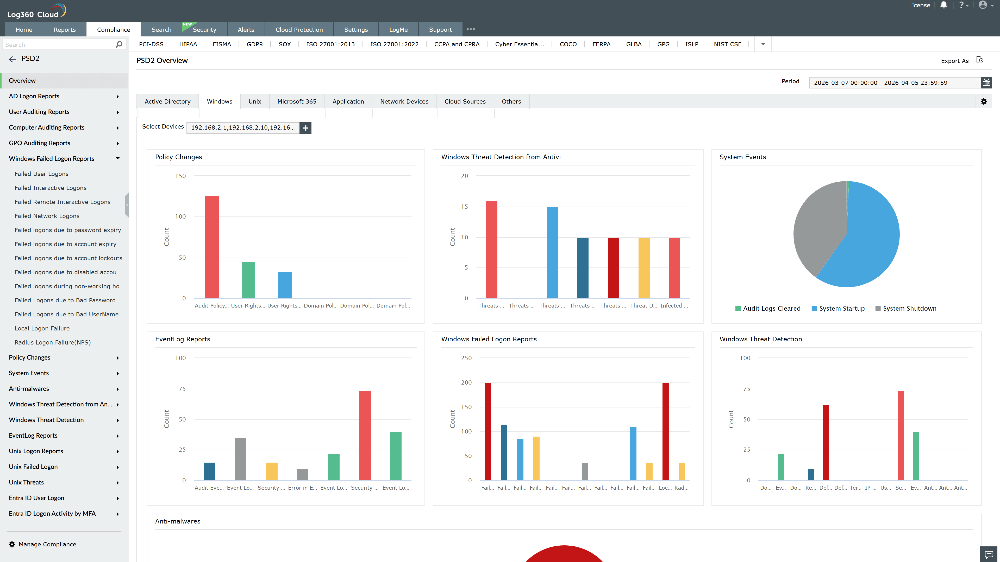 Log360 Cloud
License
?
Home
Reports
Compliance
Search
NEW
Security
Alerts
Cloud Protection
Settings
LogMe
Support
Search
PCI-DSS
HIPAA
FISMA
GDPR
SOX
ISO 27001:2013
ISO 27001:2022
CCPA and CPRA
Cyber Essentia...
COCO
FERPA
GLBA
GPG
ISLP
NIST CSF
PSD2
Overview
AD Logon Reports
User Auditing Reports
Computer Auditing Reports
GPO Auditing Reports
Windows Failed Logon Reports
Failed User Logons
Failed Interactive Logons
Failed Remote Interactive Logons
Failed Network Logons
Failed logons due to password expiry
Failed logons due to account expiry
Failed logons due to account lockouts
Failed logons due to disabled accou...
Failed logons during non-working ho...
Failed Logons due to Bad Password
Failed Logons due to Bad UserName
Local Logon Failure
Radius Logon Failure(NPS)
Policy Changes
System Events
Anti-malwares
Windows Threat Detection from An...
Windows Threat Detection
EventLog Reports
Unix Logon Reports
Unix Failed Logon
Unix Threats
Entra ID User Logon
Entra ID Logon Activity by MFA
Manage Compliance
PSD2 Overview
Export As
Period
2026-03-07 00:00:00 - 2026-04-05 23:59:59
Active Directory
Windows
Unix
Microsoft 365
Application
Network Devices
Cloud Sources
Others
Select Devices
192.168.2.1,192.168.2.10,192.16...
Policy Changes
150
100
50
0
Count
Audit Policy... User Rights... User Rights... Domain Pol... Domain Pol... Domain Pol...
Windows Threat Detection from Antivi...
20
15
10
5
0
Count
Threats ... Threats ... Threats ... Threats ... Threats ... Threat D... Infected ...
System Events
Audit Logs Cleared
System Startup
System Shutdown
EventLog Reports
100
75
50
25
0
Count
Audit Eve... Event Lo... Security ... Error in E... Event Lo... Security ... Event Lo...
Windows Failed Logon Reports
250
200
150
100
50
0
Count
Fail... Fail... Fail... Fail... Fail... Fail... Fail... Fail... Fail... Fail... Fail... Loc... Rad...
Windows Threat Detection
100
75
50
25
0
Count
Do... Ev... Do... Re... Def... Def... Ter... IP ... Us... Se... Ev... Ant... Ant... Ant...
Anti-malwares